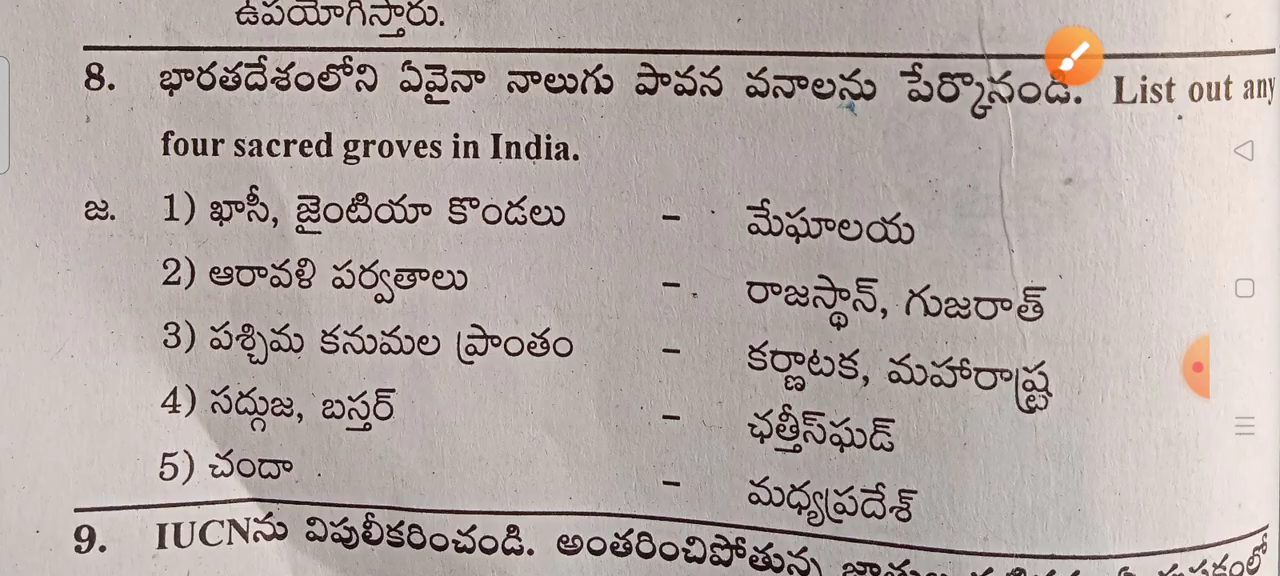 ఉపయోగిస్తారు.
8. భారతదేశంలోని ఏవైనా నాలుగు పావన వనాలను పేర్కొనండి. List out any
four sacred groves in India.
జ. 1) ఖాసీ, జైంటియా కొండలు - మేఘాలయ
2) ఆరావళి పర్వతాలు - రాజస్థాన్, గుజరాత్
3) పశ్చిమ కనుమల ప్రాంతం - కర్ణాటక, మహారాష్ట్ర
4) సద్గుజ, బస్తర్ - ఛత్తీస్‌ఘడ్
5) చందా - మధ్యప్రదేశ్
9. IUCNను విపులీకరించండి. అంతరించిపోతున్న